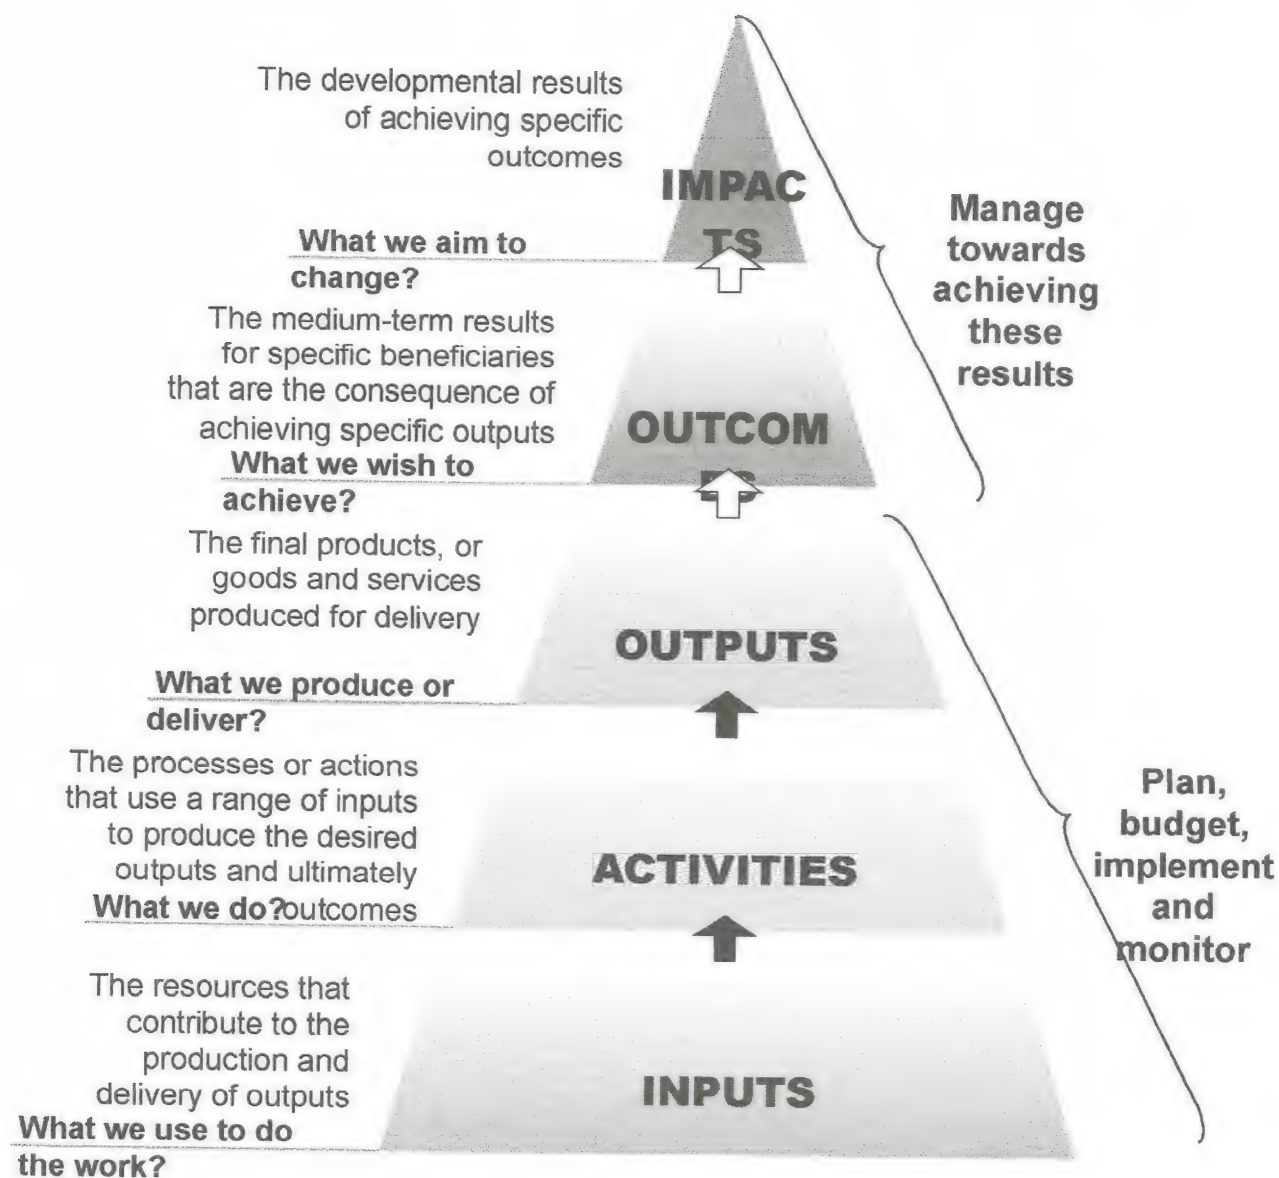 The developmental results
of achieving specific
outcomes
IMPAC
TS
What we aim to
change?
Manage
towards
achieving
these
results
The medium-term results
for specific beneficiaries
that are the consequence of
achieving specific outputs
OUTCOM
ES
What we wish to
achieve?
The final products, or
goods and services
produced for delivery
OUTPUTS
What we produce or
deliver?
The processes or actions
that use a range of inputs
to produce the desired
outputs and ultimately
outcomes
What we do?
ACTIVITIES
Plan,
budget,
implement
and
monitor
The resources that
contribute to the
production and
delivery of outputs
INPUTS
What we use to do
the work?